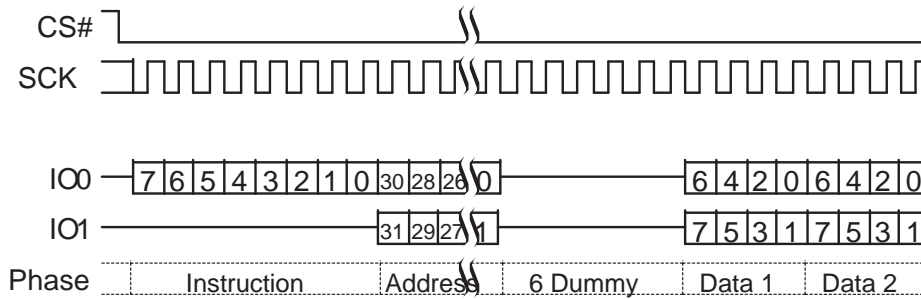 CS#
SCK
IO0 7 6 5 4 3 2 1 0 30 28 26 0 6 4 2 0 6 4 2 0
IO1 31 29 27 1 7 5 3 1 7 5 3 1
Phase Instruction Address 6 Dummy Data 1 Data 2